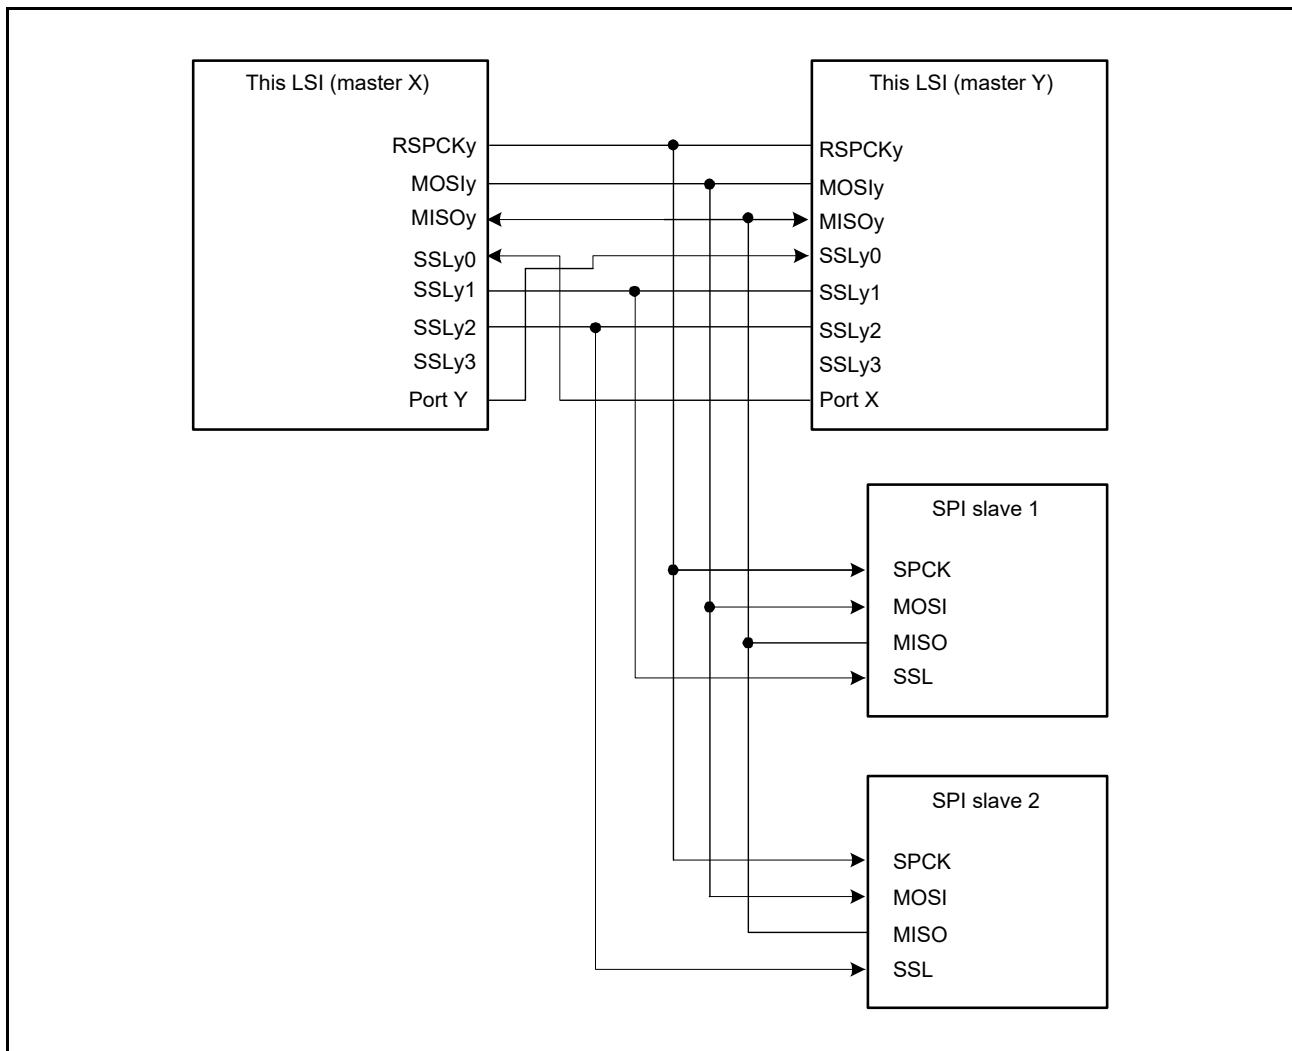 This LSI (master X)
RSPCKy
MOSIy
MISOy
SSLy0
SSLy1
SSLy2
SSLy3
Port Y
This LSI (master Y)
RSPCKy
MOSIy
MISOy
SSLy0
SSLy1
SSLy2
SSLy3
Port X
SPI slave 1
SPCK
MOSI
MISO
SSL
SPI slave 2
SPCK
MOSI
MISO
SSL